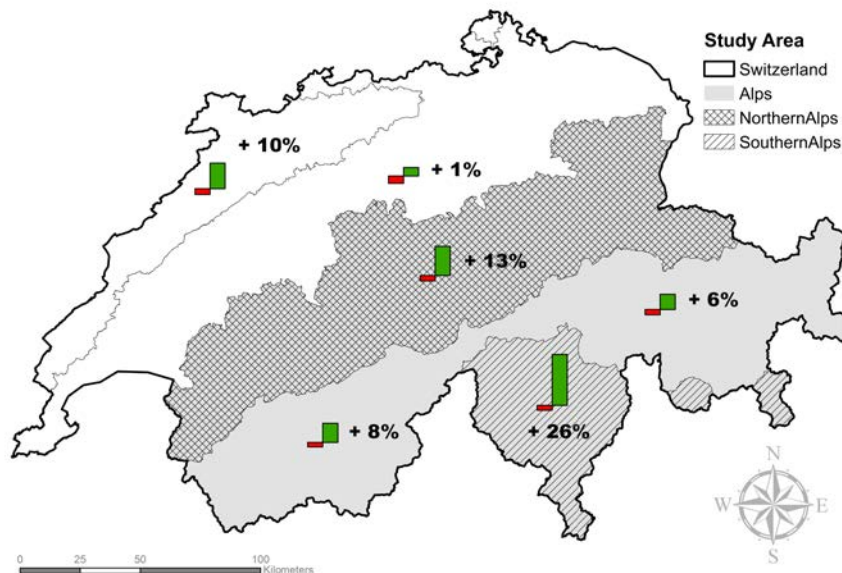 Study Area
Switzerland
Alps
NorthernAlps
SouthernAlps
+ 10%
+ 1%
+ 13%
+ 6%
+ 8%
+ 26%
N
W E
S
0 25 50 100
Kilometers